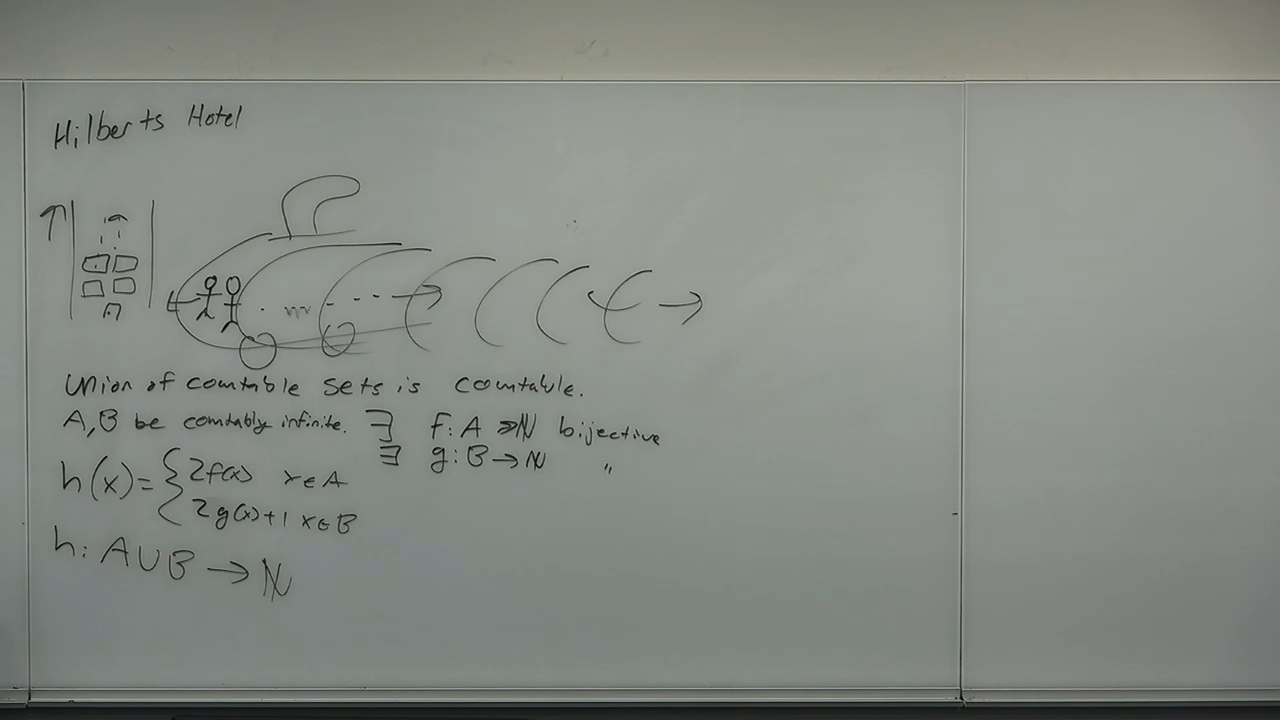 Hilberts Hotel
Union of countable sets is countable.
A,B be countably infinite. ∃ f: A → ℕ bijective
∃ g: B → ℕ "
h(x) = { 2f(x) x ∈ A
2g(x)+1 x ∈ B
h: A ∪ B → ℕ